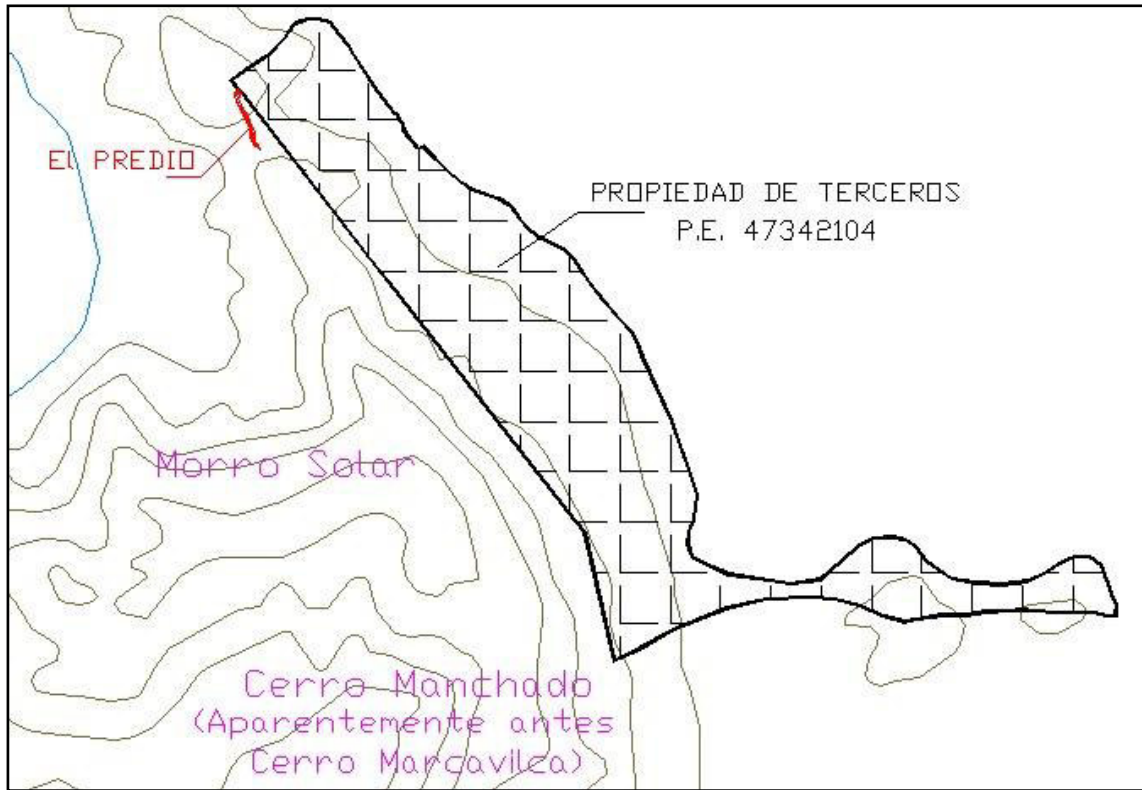 EL PREDIO
PROPIEDAD DE TERCEROS
P.E. 47342104
Morro Solar
Cerro Manchado
(Aparentemente antes
Cerro Marcavilca)